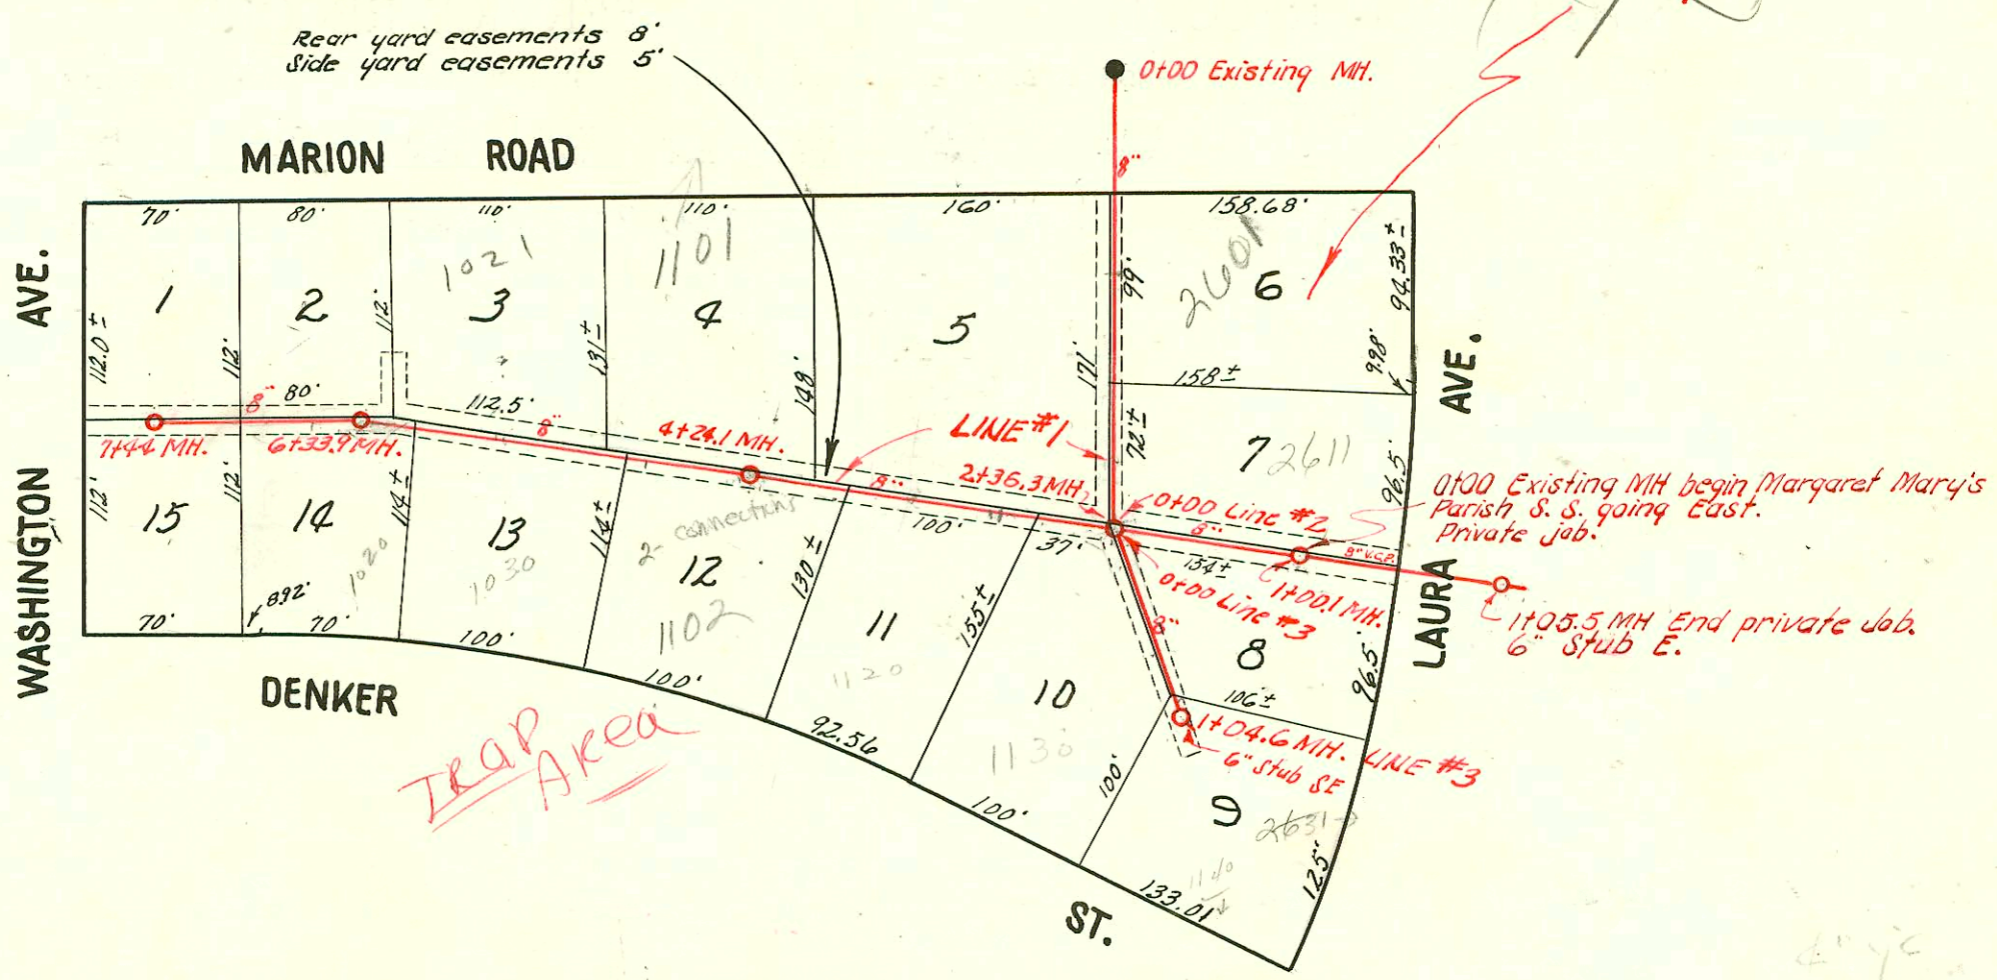 Rear yard easements 8'
Side yard easements 5'
0+00 Existing MH.
8"
MARION ROAD
AVE.
WASHINGTON
70'
80'
110'
110'
160'
158.68'
1021
1101
2601
1
2
3
4
5
6
112.0±
112'
112'
131±
148'
171'
99'
94.33±
9.98'
158±
72±
8"
80'
112.5'
8"
7+44 MH.
6+33.9 MH.
4+24.1 MH.
LINE #1
8"
2+36.3 MH.
0+00 Line #2
8"
7
2611
96.5'
AVE.
LAURA
0+00 Existing MH begin Margaret Mary's
Parish S. S. going East.
Private job.
8" V.C.P.
112'
112'
114±
114±
130±
155±
15
14
13
12
11
10
2- connections
100'
37'
154±
0+00 Line #3
1+00.1 MH.
1+05.5 MH End private Job.
6" Stub E.
8"
8
96.5'
106±
1020
1030
1102
1120
1130
892'
70'
70'
100'
100'
92.56
100'
100'
DENKER
TRAP
AREA
1+04.6 MH. LINE #3
6" Stub SE
9
2631
1140
125'
133.01'
ST.